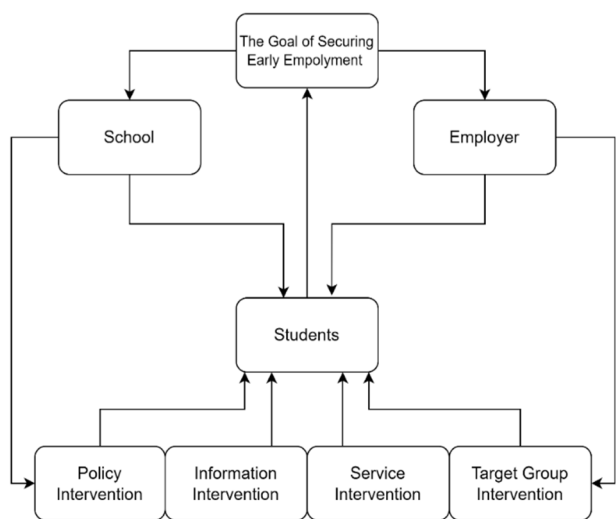 The Goal of Securing
Early Empolyment
School
Employer
Students
Policy
Intervention
Information
Intervention
Service
Intervention
Target Group
Intervention